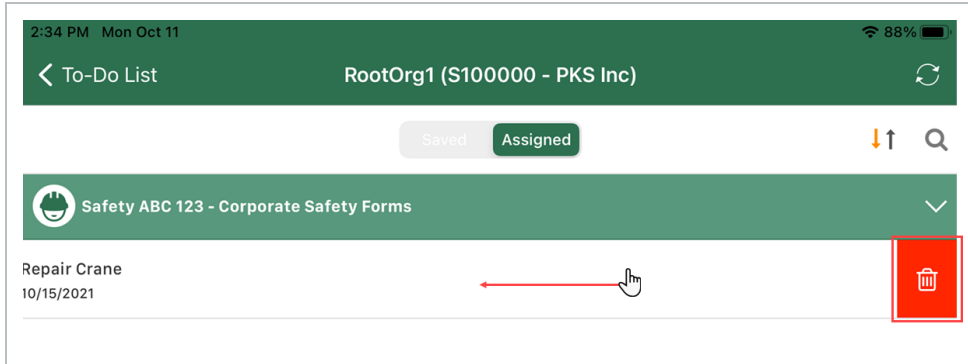 2:34 PM Mon Oct 11
88%
To-Do List
RootOrg1 (S100000 - PKS Inc)
Saved
Assigned
Safety ABC 123 - Corporate Safety Forms
Repair Crane
10/15/2021